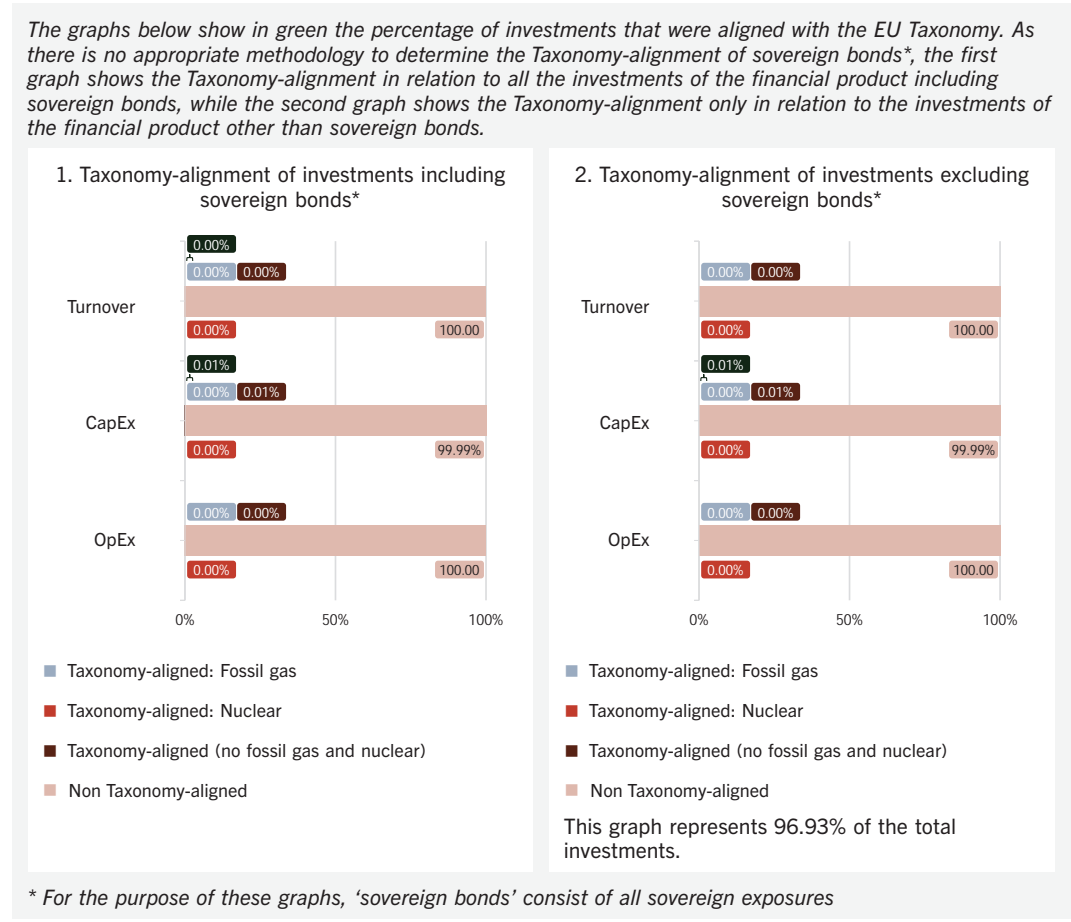 The graphs below show in green the percentage of investments that were aligned with the EU Taxonomy. As
there is no appropriate methodology to determine the Taxonomy-alignment of sovereign bonds*, the first
graph shows the Taxonomy-alignment in relation to all the investments of the financial product including
sovereign bonds, while the second graph shows the Taxonomy-alignment only in relation to the investments of
the financial product other than sovereign bonds.
1. Taxonomy-alignment of investments including
sovereign bonds*
0.00%
0.00% 0.00%
Turnover
0.00% 100.00
0.01%
0.00% 0.01%
CapEx
0.00% 99.99%
0.00% 0.00%
OpEx
0.00% 100.00
0% 50% 100%
Taxonomy-aligned: Fossil gas
Taxonomy-aligned: Nuclear
Taxonomy-aligned (no fossil gas and nuclear)
Non Taxonomy-aligned
2. Taxonomy-alignment of investments excluding
sovereign bonds*
0.00% 0.00%
Turnover
0.00% 100.00
0.01%
0.00% 0.01%
CapEx
0.00% 99.99%
0.00% 0.00%
OpEx
0.00% 100.00
0% 50% 100%
Taxonomy-aligned: Fossil gas
Taxonomy-aligned: Nuclear
Taxonomy-aligned (no fossil gas and nuclear)
Non Taxonomy-aligned
This graph represents 96.93% of the total
investments.
* For the purpose of these graphs, ‘sovereign bonds’ consist of all sovereign exposures